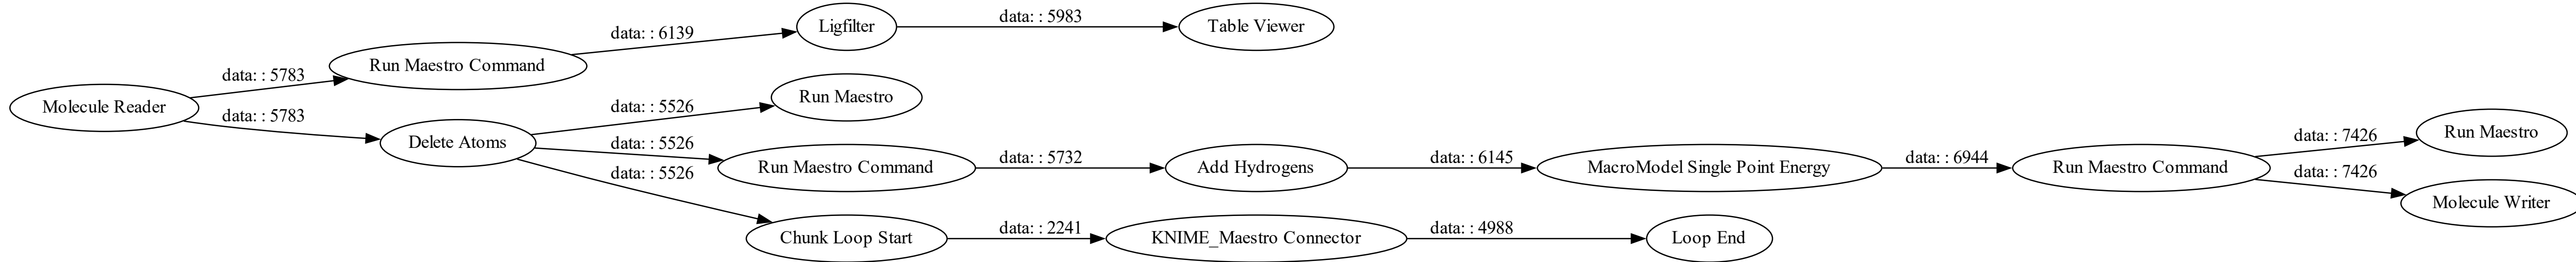 Molecule Reader
data: : 5783
data: : 5783
Run Maestro Command
Delete Atoms
data: : 6139
data: : 5526
data: : 5526
data: : 5526
Ligfilter
Run Maestro
Run Maestro Command
Chunk Loop Start
data: : 5983
data: : 5732
data: : 2241
Table Viewer
Add Hydrogens
KNIME_Maestro Connector
data: : 6145
data: : 4988
MacroModel Single Point Energy
Loop End
data: : 6944
Run Maestro Command
data: : 7426
data: : 7426
Run Maestro
Molecule Writer